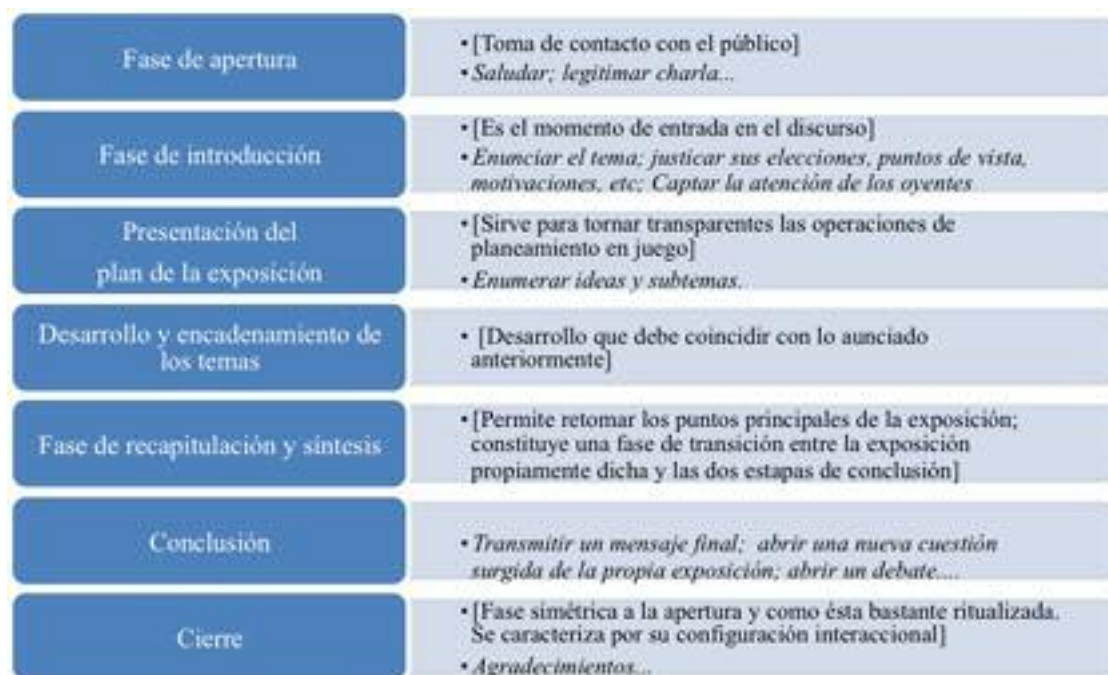 Fase de apertura
• [Toma de contacto con el público]
• Saludar; legitimar charla...
Fase de introducción
• [Es el momento de entrada en el discurso]
• Enunciar el tema; justicar sus elecciones, puntos de vista,
motivaciones, etc; Captar la atención de los oyentes
Presentación del
plan de la exposición
• [Sirve para tornar transparentes las operaciones de
planeamiento en juego]
• Enumerar ideas y subtemas.
Desarrollo y encadenamiento de
los temas
• [Desarrollo que debe coincidir con lo aunciado
anteriormente]
Fase de recapitulación y síntesis
• [Permite retomar los puntos principales de la exposición;
constituye una fase de transición entre la exposición
propiamente dicha y las dos estapas de conclusión]
Conclusión
• Transmitir un mensaje final; abrir una nueva cuestión
surgida de la propia exposición; abrir un debate....
Cierre
• [Fase simétrica a la apertura y como ésta bastante ritualizada.
Se caracteriza por su configuración interaccional]
• Agradecimientos...